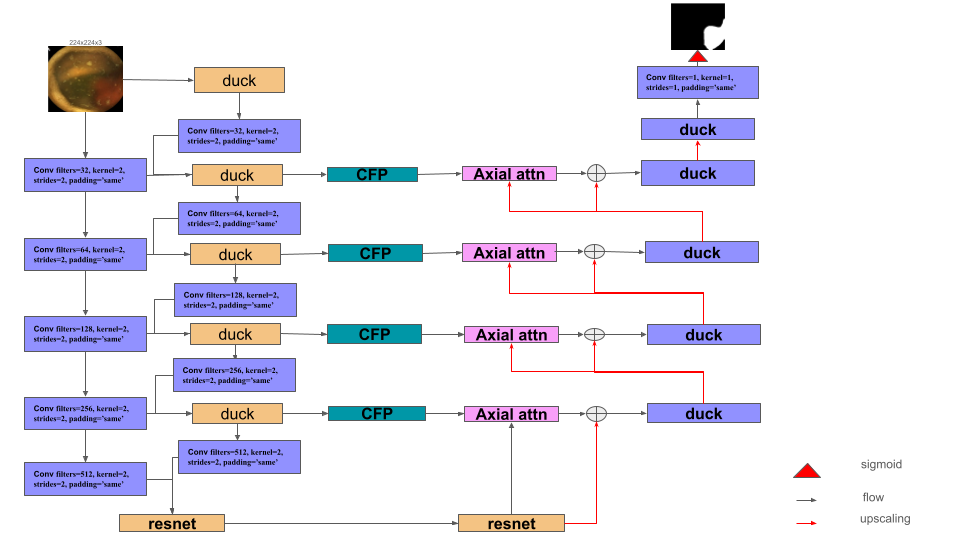 224x224x3
duck
Conv filters=1, kernel=1,
strides=1, padding='same'
duck
Conv filters=32, kernel=2,
strides=2, padding='same'
Conv filters=32, kernel=2,
strides=2, padding='same'
duck
CFP
Axial attn
duck
Conv filters=64, kernel=2,
strides=2, padding='same'
Conv filters=64, kernel=2,
strides=2, padding='same'
duck
CFP
Axial attn
duck
Conv filters=128, kernel=2,
strides=2, padding='same'
Conv filters=128, kernel=2,
strides=2, padding='same'
duck
CFP
Axial attn
duck
Conv filters=256, kernel=2,
strides=2, padding='same'
Conv filters=256, kernel=2,
strides=2, padding='same'
duck
CFP
Axial attn
duck
Conv filters=512, kernel=2,
strides=2, padding='same'
Conv filters=512, kernel=2,
strides=2, padding='same'
resnet
resnet
sigmoid
flow
upscaling